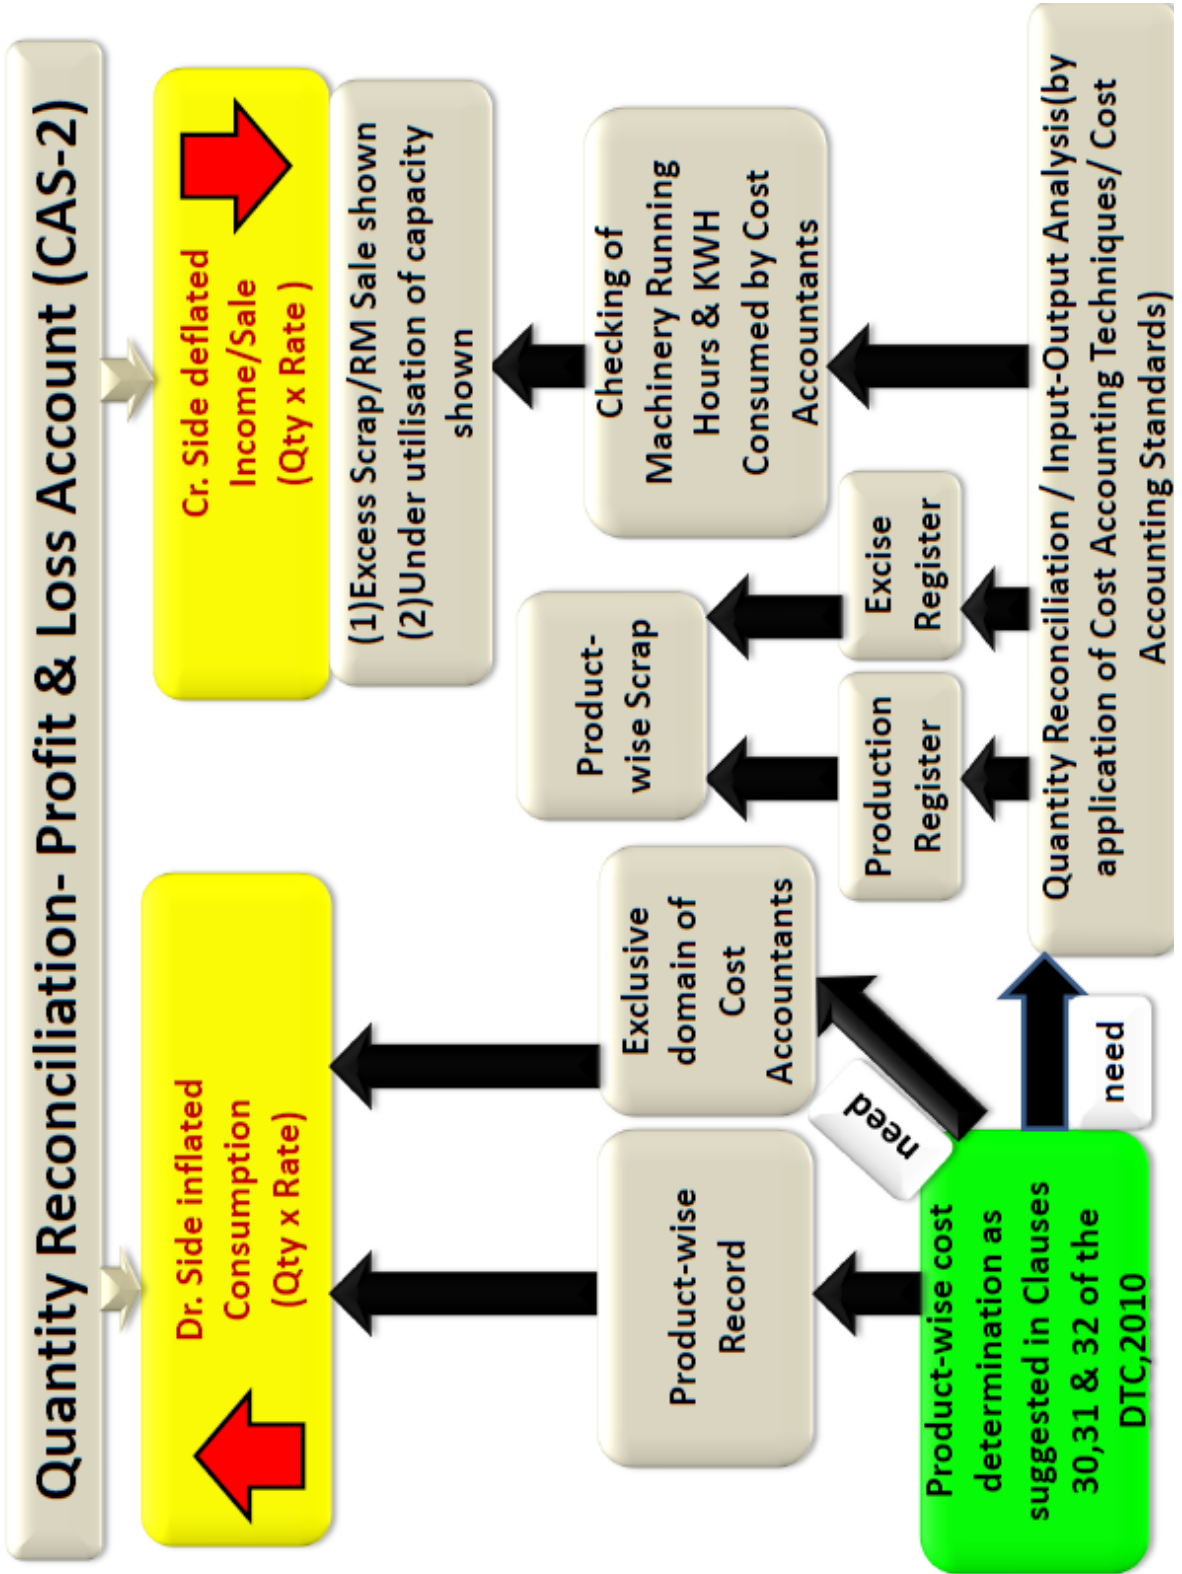 Quantity Reconciliation- Profit & Loss Account (CAS-2)
Dr. Side inflated
Consumption
(Qty x Rate)
Cr. Side deflated
Income/Sale
(Qty x Rate )
(1)Excess Scrap/RM Sale shown
(2)Under utilisation of capacity
shown
Product-wise
Record
Exclusive
domain of
Cost
Accountants
Product-
wise Scrap
Checking of
Machinery Running
Hours & KWH
Consumed by Cost
Accountants
Production
Register
Excise
Register
need
Product-wise cost
determination as
suggested in Clauses
30,31 & 32 of the
DTC,2010
need
Quantity Reconciliation / Input-Output Analysis(by
application of Cost Accounting Techniques/ Cost
Accounting Standards)